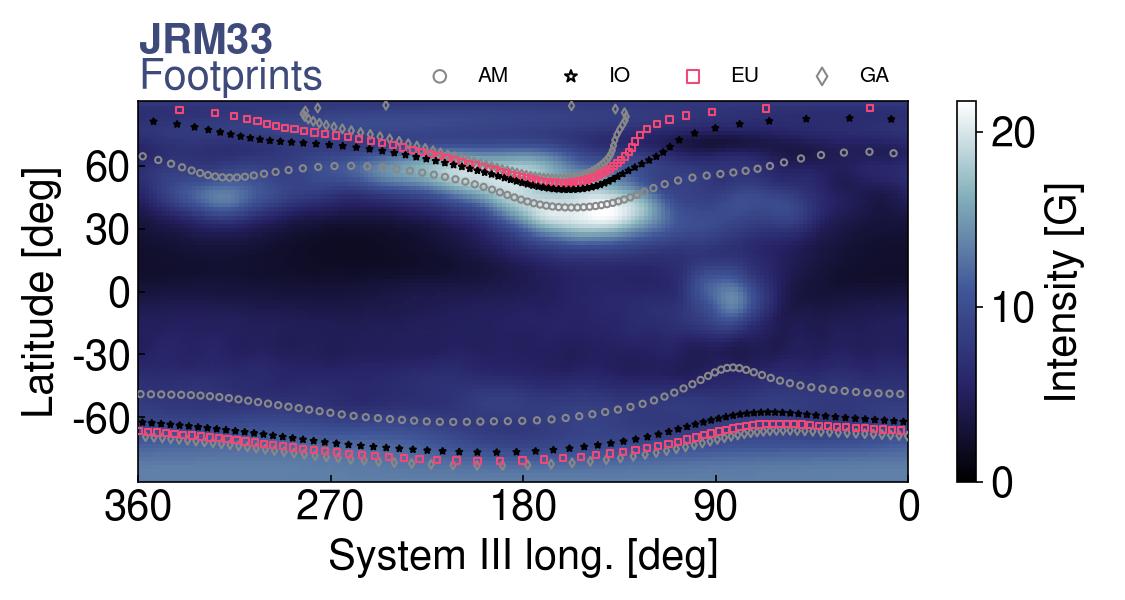 JRM33
Footprints
AM IO EU GA
60
30
0
-30
-60
Latitude [deg]
360 270 180 90 0
System III long. [deg]
20
10
0
Intensity [G]